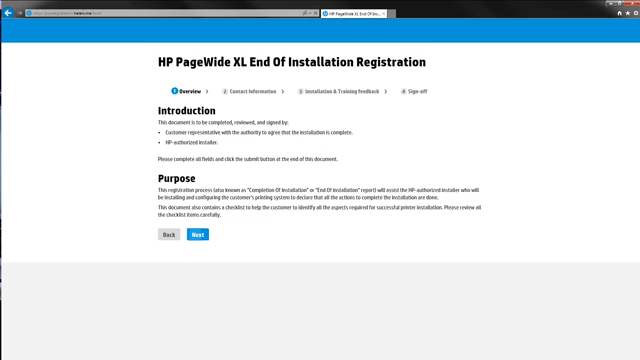 HP PageWide XL End Of Ins...
HP PageWide XL End Of Installation Registration
1 Overview > 2 Contact Information > 3 Installation & Training feedback > 4 Sign-off
Introduction
This document is to be completed, reviewed, and signed by:
• Customer representative with the authority to agree that the installation is complete.
• HP-authorized installer.
Please complete all fields and click the submit button at the end of this document.
Purpose
This registration process (also known as "Completion Of Installation" or "End Of Installation" report) will assist the HP-authorized installer who will
be installing and configuring the customer's printing system to declare that all the actions to complete the installation are done.
This document also contains a checklist to help the customer to identify all the aspects required for successful printer installation. Please review all
the checklist items carefully.
Back Next